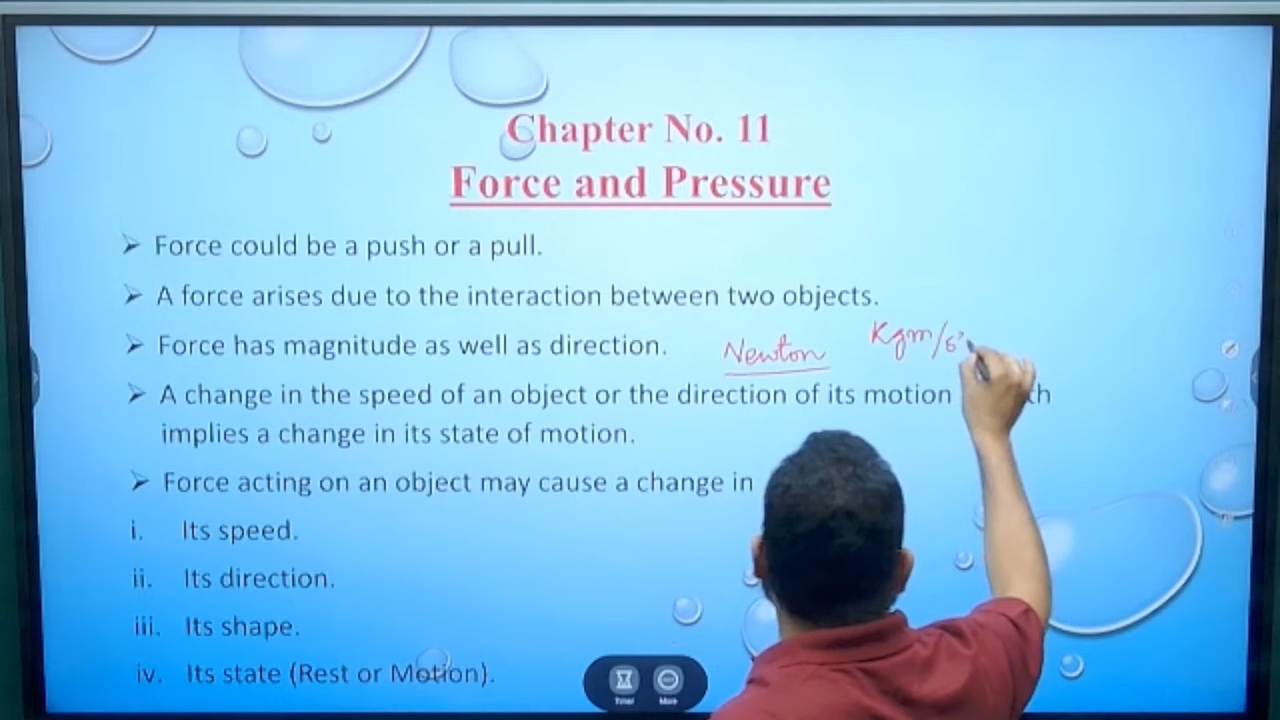 Chapter No. 11
Force and Pressure
➢ Force could be a push or a pull.
➢ A force arises due to the interaction between two objects.
➢ Force has magnitude as well as direction. Newton Kgm/s²
➢ A change in the speed of an object or the direction of its motion
implies a change in its state of motion.
➢ Force acting on an object may cause a change in
i. Its speed.
ii. Its direction.
iii. Its shape.
iv. Its state (Rest or Motion).
Timer More